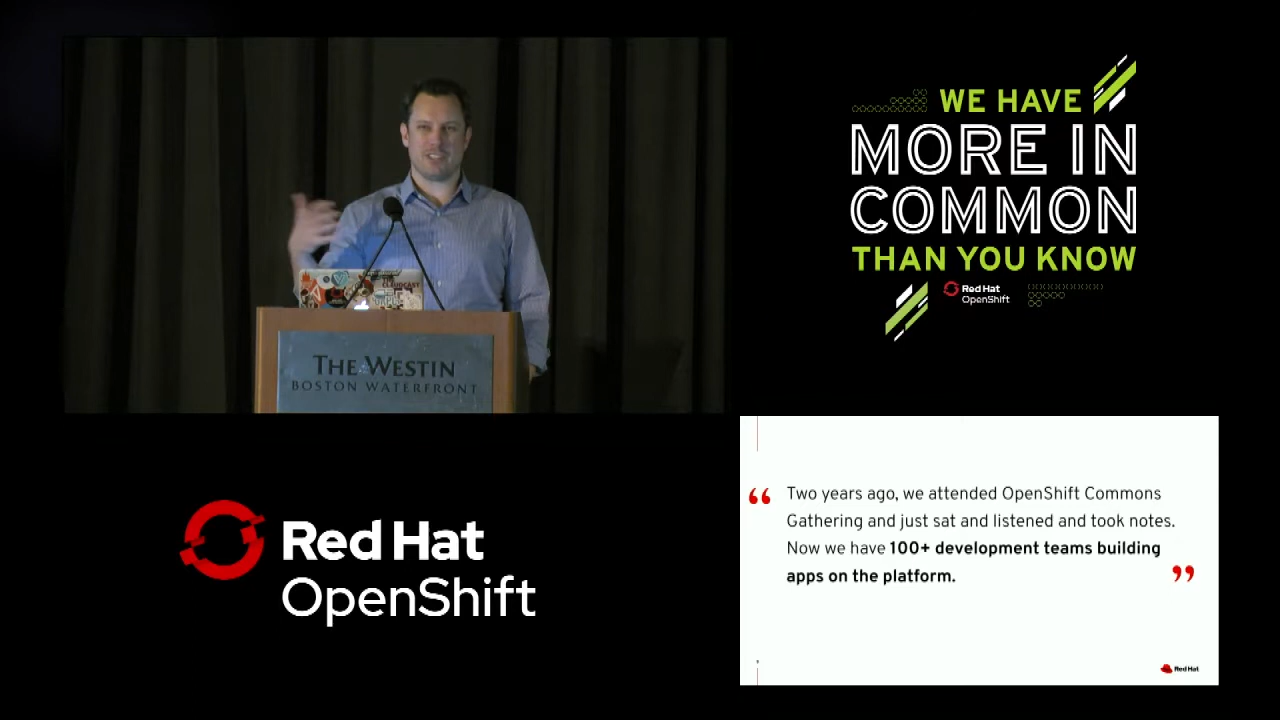 WE HAVE
MORE IN
COMMON
THAN YOU KNOW
Red Hat
OpenShift
CLOUDCAST
THE WESTIN
BOSTON WATERFRONT
Red Hat
OpenShift
“ Two years ago, we attended OpenShift Commons
Gathering and just sat and listened and took notes.
Now we have 100+ development teams building
apps on the platform. ”
Red Hat